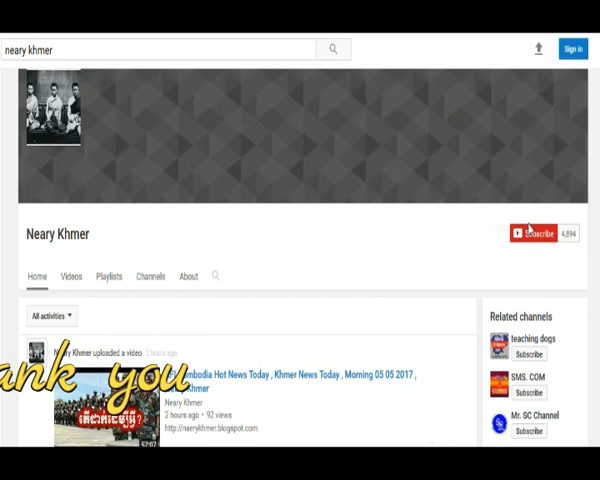 neary khmer
Sign in
Neary Khmer
Subscribe 4,894
Home Videos Playlists Channels About
All activities
Related channels
Neary Khmer uploaded a video 2 hours ago
Cambodia Hot News Today , Khmer News Today , Morning 05 05 2017 ,
Neary Khmer
2 hours ago • 92 views
http://naerykhmer.blogspot.com
teaching dogs
Subscribe
SMS. COM
Subscribe
Mr. SC Channel
Subscribe
ank you